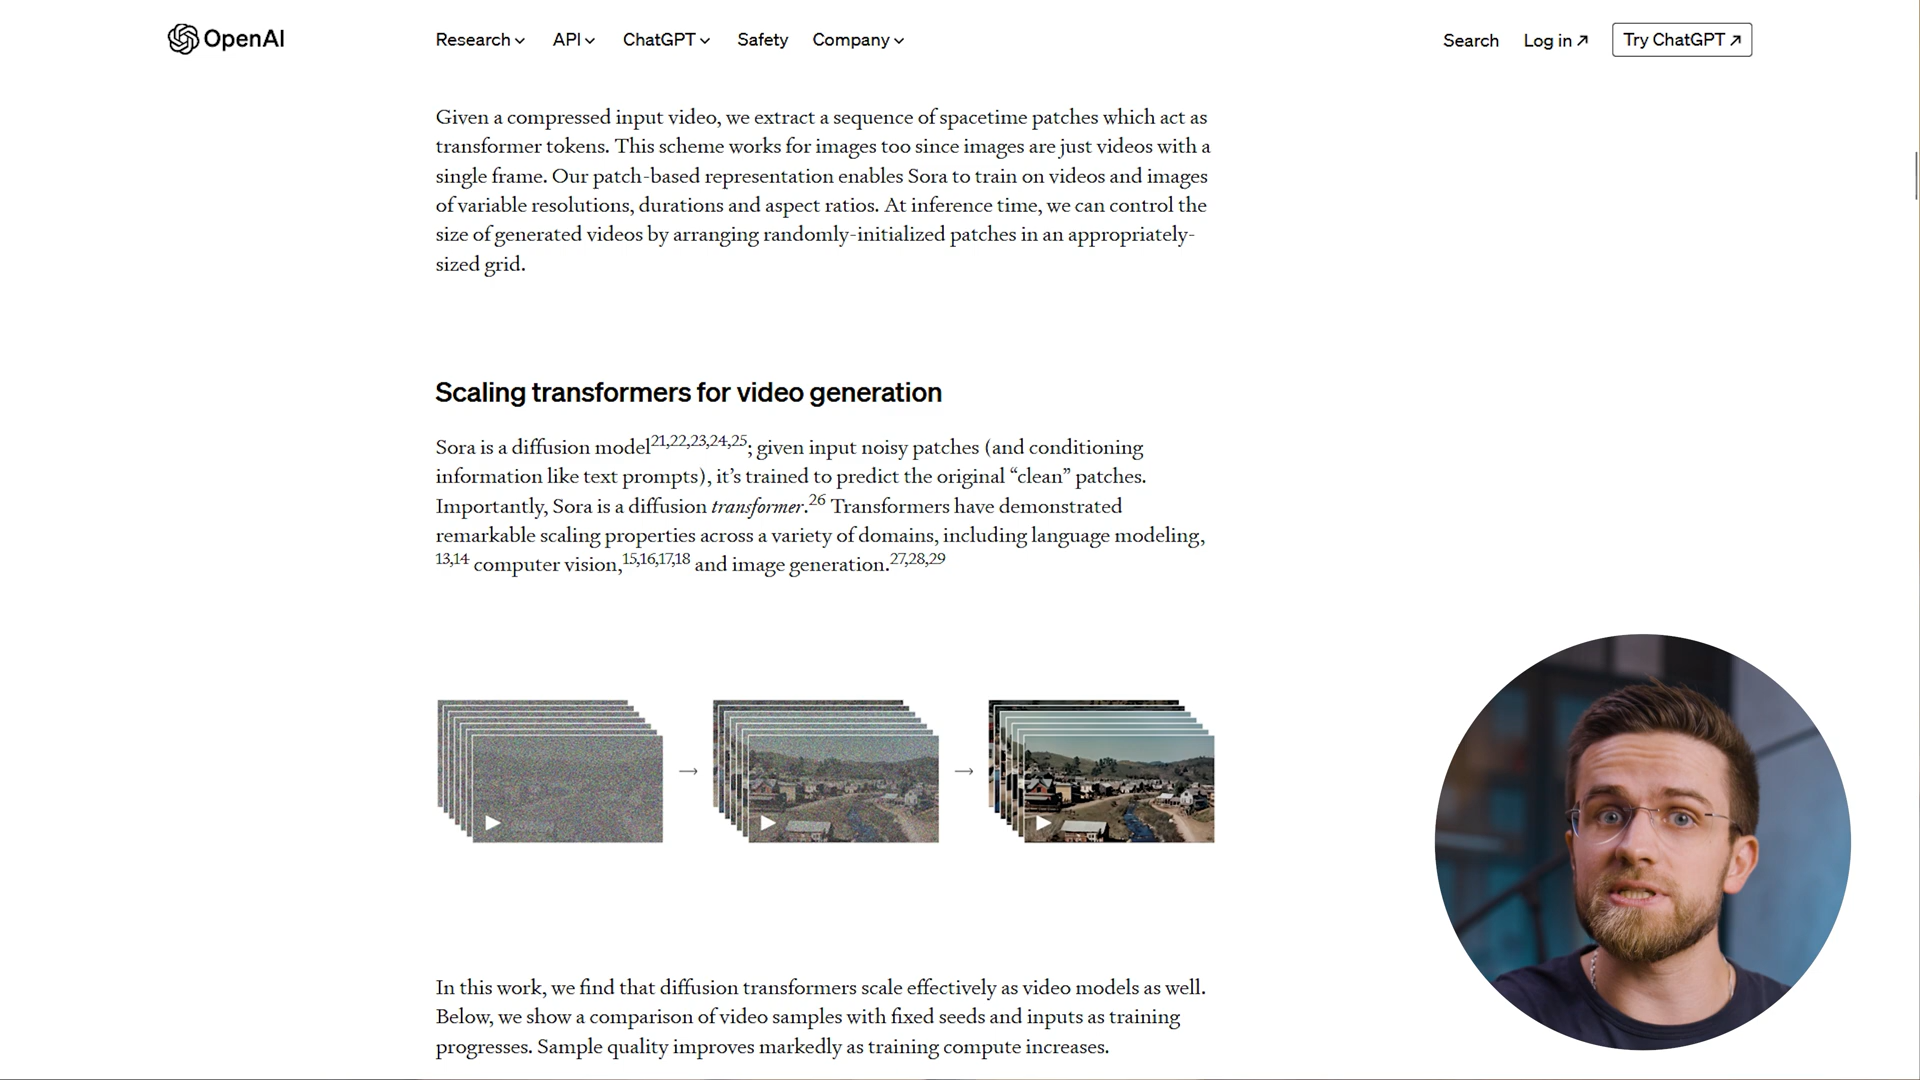 OpenAI
Research API ChatGPT Safety Company Search Log in Try ChatGPT
Given a compressed input video, we extract a sequence of spacetime patches which act as
transformer tokens. This scheme works for images too since images are just videos with a
single frame. Our patch-based representation enables Sora to train on videos and images
of variable resolutions, durations and aspect ratios. At inference time, we can control the
size of generated videos by arranging randomly-initialized patches in an appropriately-
sized grid.
Scaling transformers for video generation
Sora is a diffusion model21,22,23,24,25; given input noisy patches (and conditioning
information like text prompts), it’s trained to predict the original “clean” patches.
Importantly, Sora is a diffusion transformer.26 Transformers have demonstrated
remarkable scaling properties across a variety of domains, including language modeling,
13,14 computer vision,15,16,17,18 and image generation.27,28,29
In this work, we find that diffusion transformers scale effectively as video models as well.
Below, we show a comparison of video samples with fixed seeds and inputs as training
progresses. Sample quality improves markedly as training compute increases.